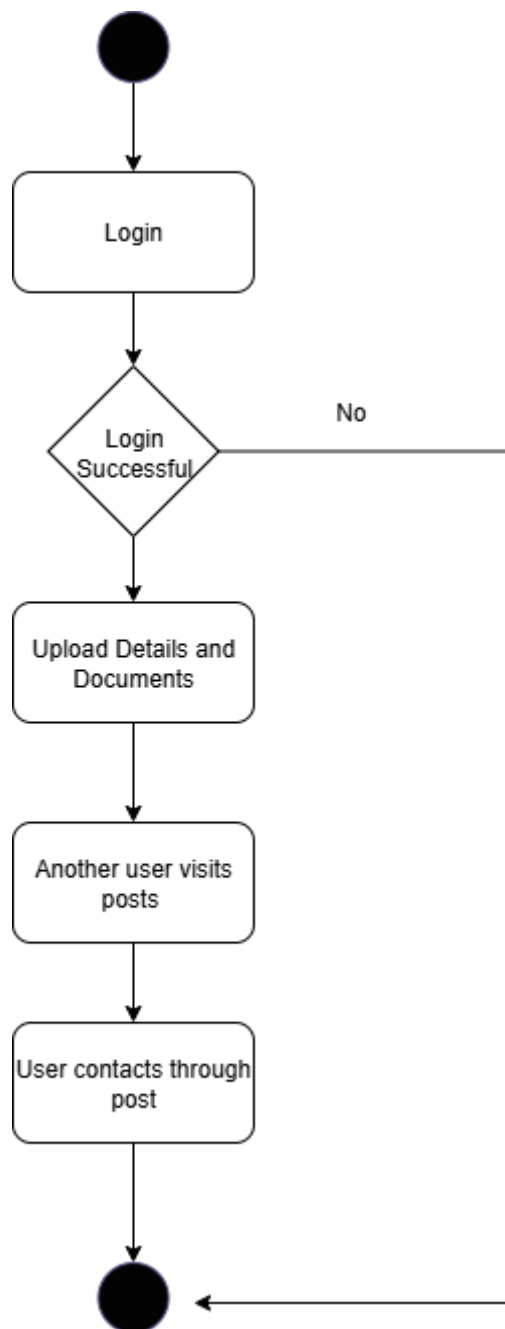 Login
No
Login
Successful
Upload Details and
Documents
Another user visits
posts
User contacts through
post